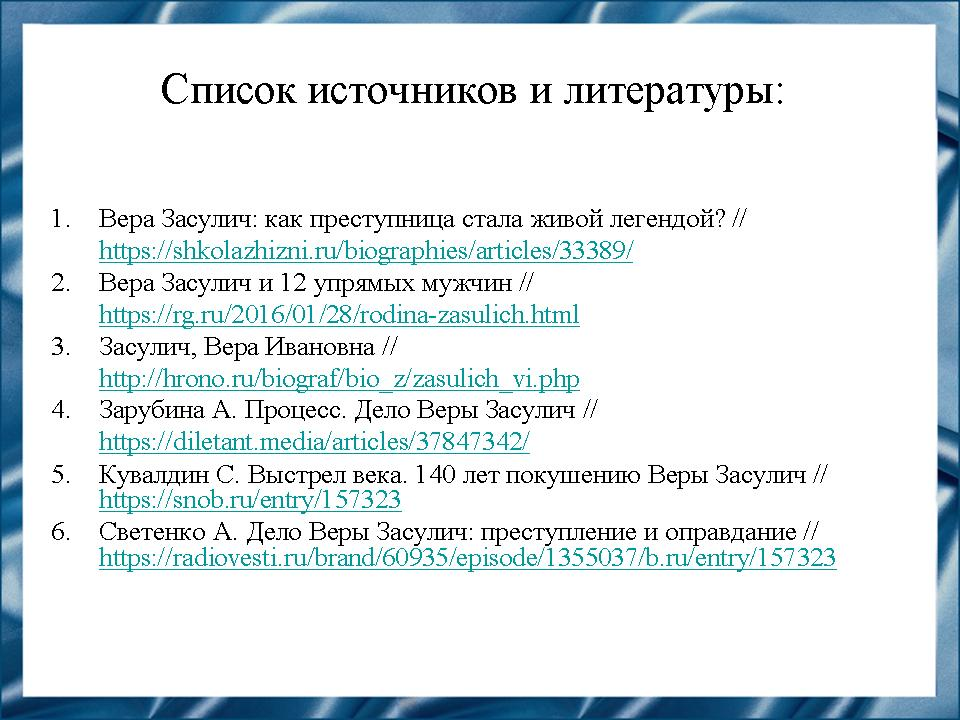 Список источников и литературы:
1. Вера Засулич: как преступница стала живой легендой? //
https://shkolazhizni.ru/biographies/articles/33389/
2. Вера Засулич и 12 упрямых мужчин //
https://rg.ru/2016/01/28/rodina-zasulich.html
3. Засулич, Вера Ивановна //
http://hrono.ru/biograf/bio_z/zasulich_vi.php
4. Зарубина А. Процесс. Дело Веры Засулич //
https://diletant.media/articles/37847342/
5. Кувалдин С. Выстрел века. 140 лет покушению Веры Засулич //
https://snob.ru/entry/157323
6. Светенко А. Дело Веры Засулич: преступление и оправдание //
https://radiovesti.ru/brand/60935/episode/1355037/b.ru/entry/157323